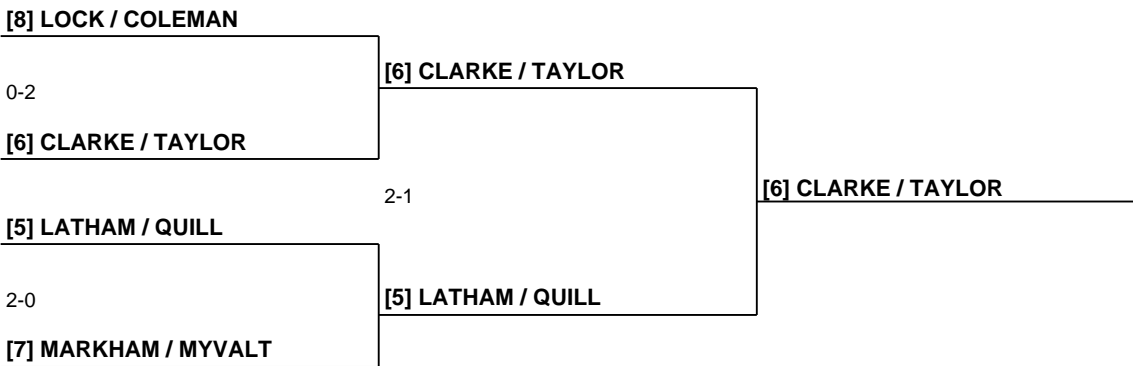 [8] LOCK / COLEMAN
0-2
[6] CLARKE / TAYLOR
[5] LATHAM / QUILL
2-0
[7] MARKHAM / MYVALT
[6] CLARKE / TAYLOR
2-1
[5] LATHAM / QUILL
[6] CLARKE / TAYLOR